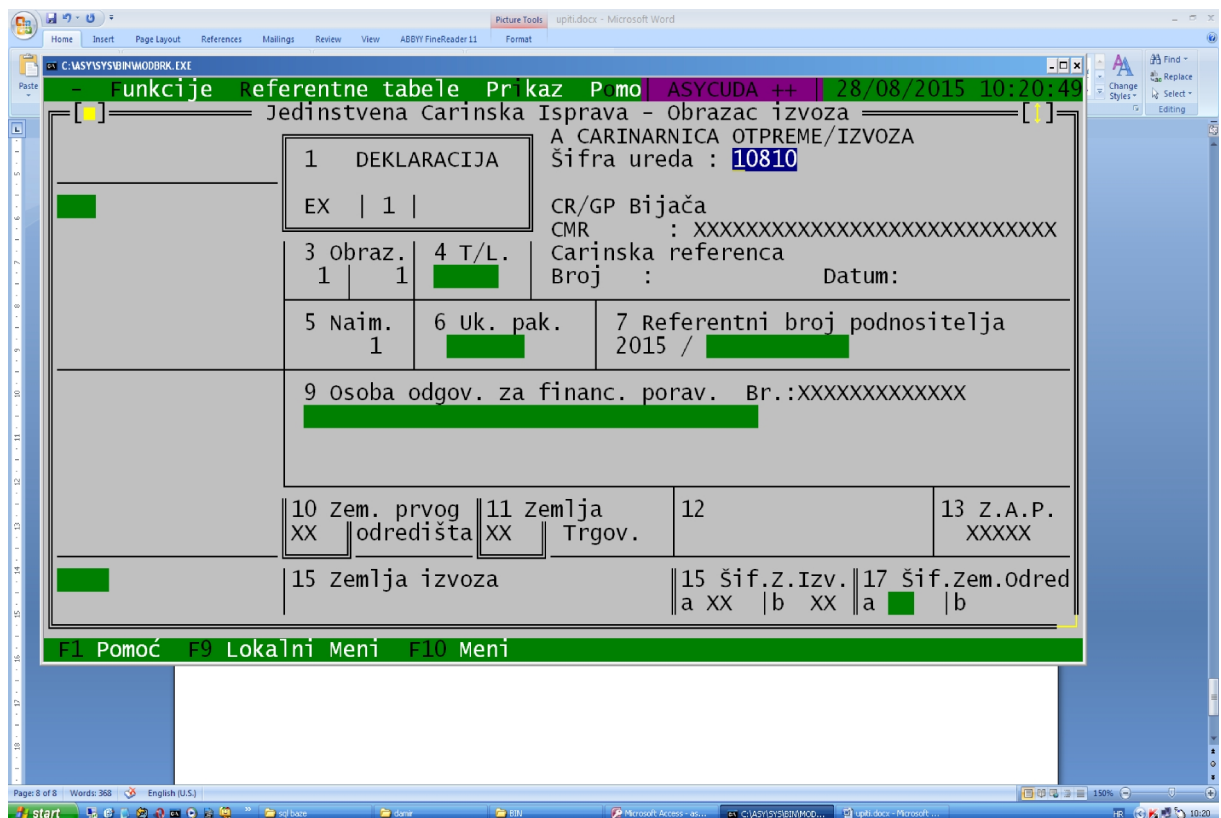 Picture Tools upiti.docx - Microsoft Word
Home Insert Page Layout References Mailings Review View ABBYY FineReader 11 Format
Paste
Find
Replace
Select
Change Styles
Editing
C:\ASY\SYS\BIN\MODBRK.EXE
- Funkcije Referentne tabele Prikaz Pomo ASYCUDA ++ 28/08/2015 10:20:49
Jedinstvena Carinska Isprava - Obrazac izvoza
A CARINARNICA OTPREME/IZVOZA
1 DEKLARACIJA
Šifra ureda : 10810
EX | 1 |
CR/GP Bijača
CMR : XXXXXXXXXXXXXXXXXXXXXXXXXXXX
3 Obraz. 4 T/L. Carinska referenca
1 1 Broj : Datum:
5 Naim. 6 Uk. pak. 7 Referentni broj podnositelja
1 2015 /
9 Osoba odgov. za financ. porav. Br.:XXXXXXXXXXXXX
10 Zem. prvog 11 Zemlja 12 13 Z.A.P.
XX odredišta XX Trgov. XXXXX
15 Zemlja izvoza 15 Šif.Z.Izv. 17 Šif.Zem.Odred
a XX |b XX a |b
F1 Pomoć F9 Lokalni Meni F10 Meni
Page: 8 of 8 Words: 368 English (U.S.) 150%
start sql baze damir BIN Microsoft Access - as... C:\ASY\SYS\BIN\MOD... upiti.docx - Microsoft ... HR 10:20